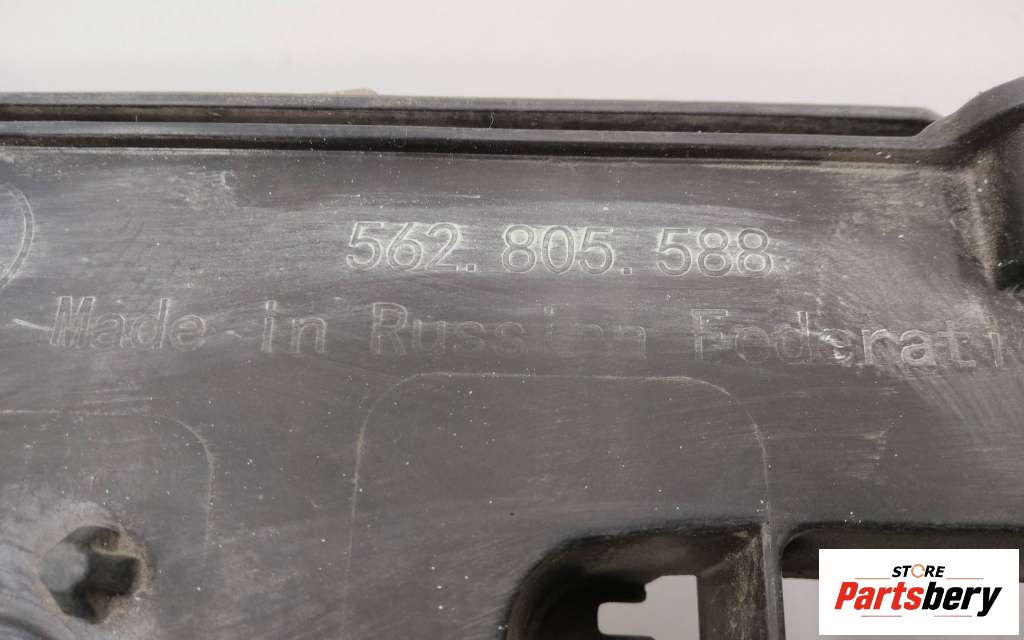 562. 805. 588
Made in Russian Federati
STORE
Partsbery